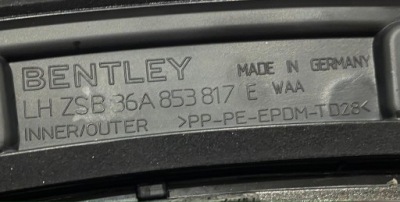 BENTLEY MADE IN GERMANY
LH ZSB 36A 853 817 E WAA
INNER/OUTER >PP-PE-EPDM-TD28<